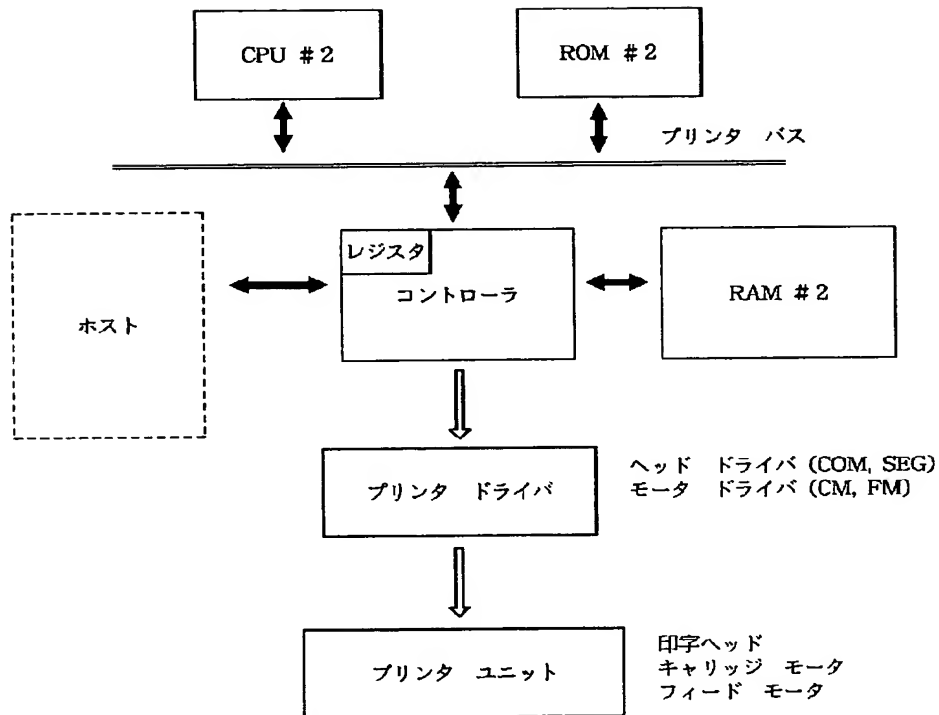 CPU #2
ROM #2
プリンタ バス
レジスタ
コントローラ
RAM #2
ホスト
プリンタ ドライバ
ヘッド ドライバ (COM, SEG)
モータ ドライバ (CM, FM)
プリンタ ユニット
印字ヘッド
キャリッジ モータ
フィード モータ